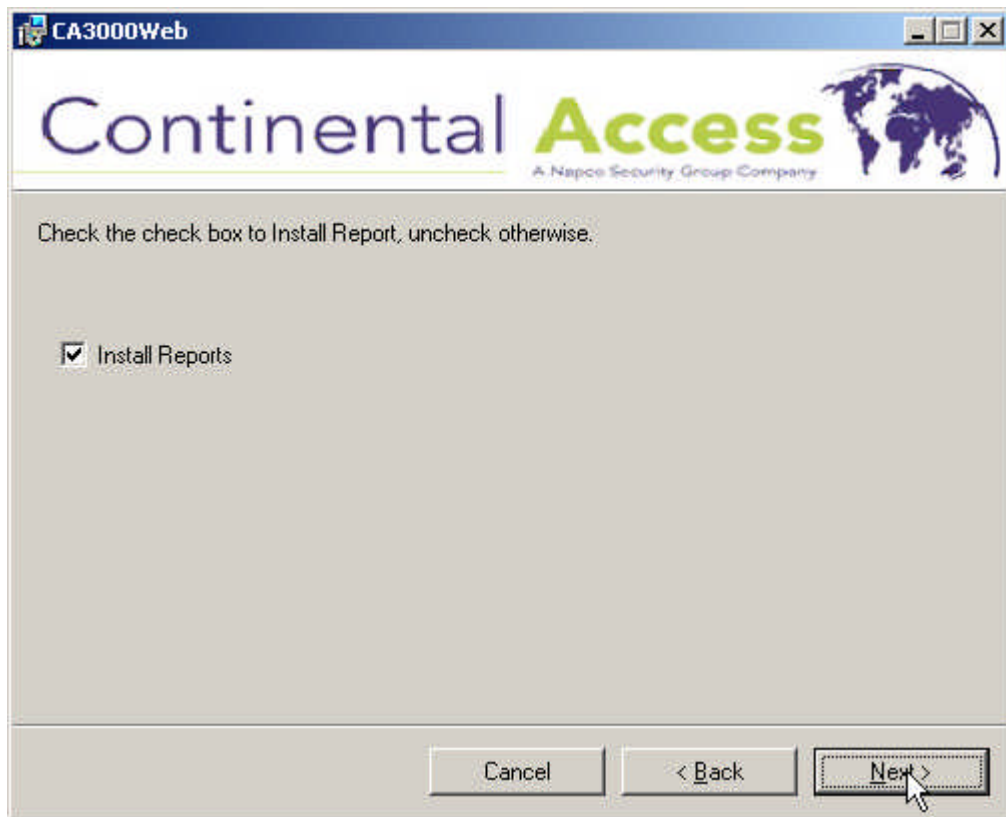 CA3000Web
Continental Access
A Napco Security Group Company
Check the check box to Install Report, uncheck otherwise.
Install Reports
Cancel
< Back
Next >